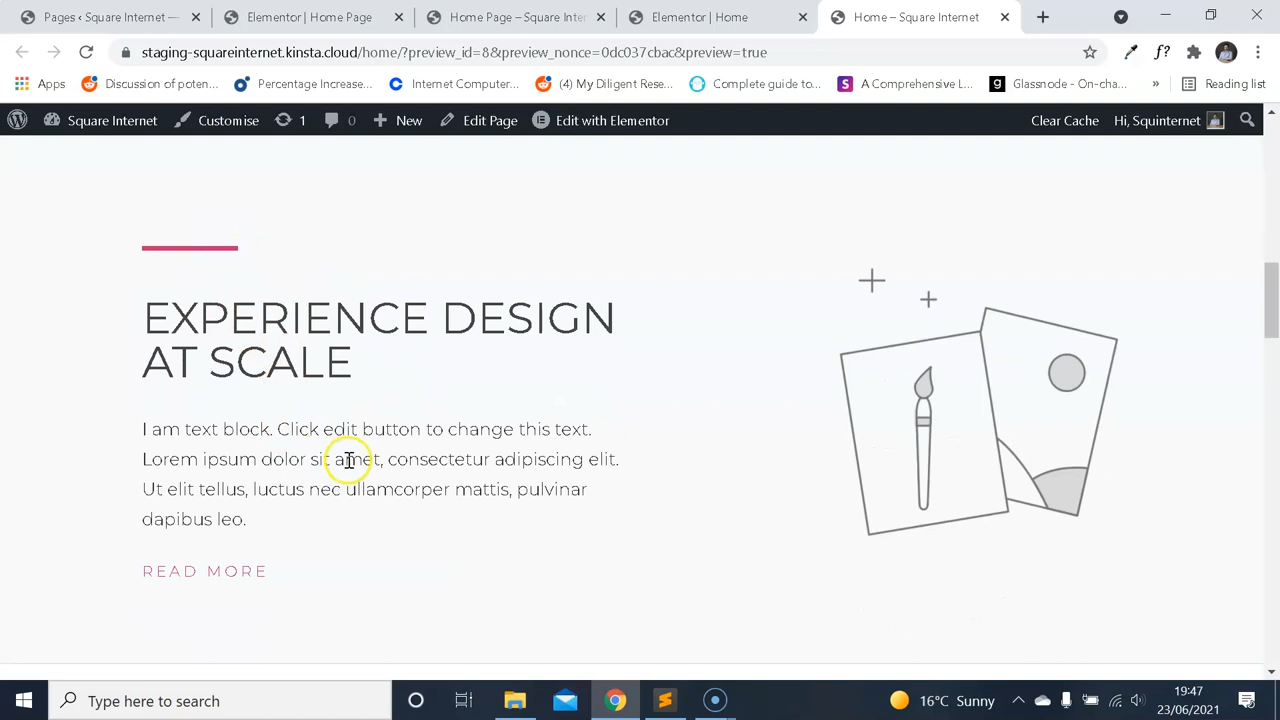 Pages ‹ Square Internet —
Elementor | Home Page
Home Page – Square Inte
Elementor | Home
Home – Square Internet
staging-squareinternet.kinsta.cloud/home/?preview_id=8&preview_nonce=0dc037cbac&preview=true
f?
Apps
Discussion of poten...
Percentage Increase...
Internet Computer...
(4) My Diligent Rese...
Complete guide to...
A Comprehensive L...
Glassnode - On-cha...
»
Reading list
Square Internet
Customise
1
0
New
Edit Page
Edit with Elementor
Clear Cache
Hi, Squinternet
EXPERIENCE DESIGN
AT SCALE
I am text block. Click edit button to change this text.
Lorem ipsum dolor sit amet, consectetur adipiscing elit.
Ut elit tellus, luctus nec ullamcorper mattis, pulvinar
dapibus leo.
READ MORE
Type here to search
16°C Sunny
19:47
23/06/2021